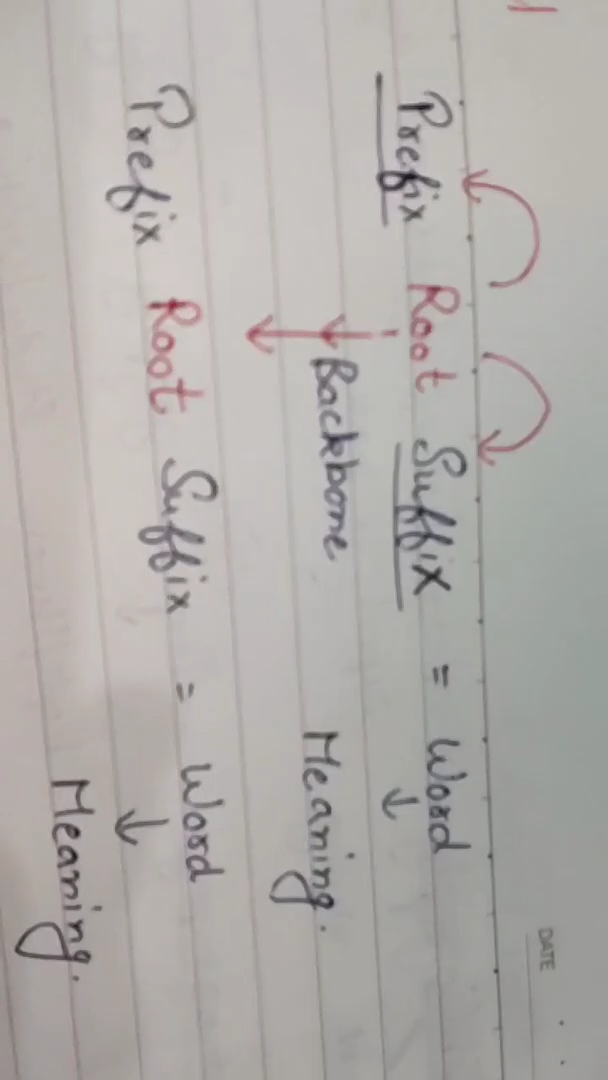 DATE
Prefix Root Suffix = Word
Backbone Meaning.
Prefix Root Suffix = Word
Meaning.